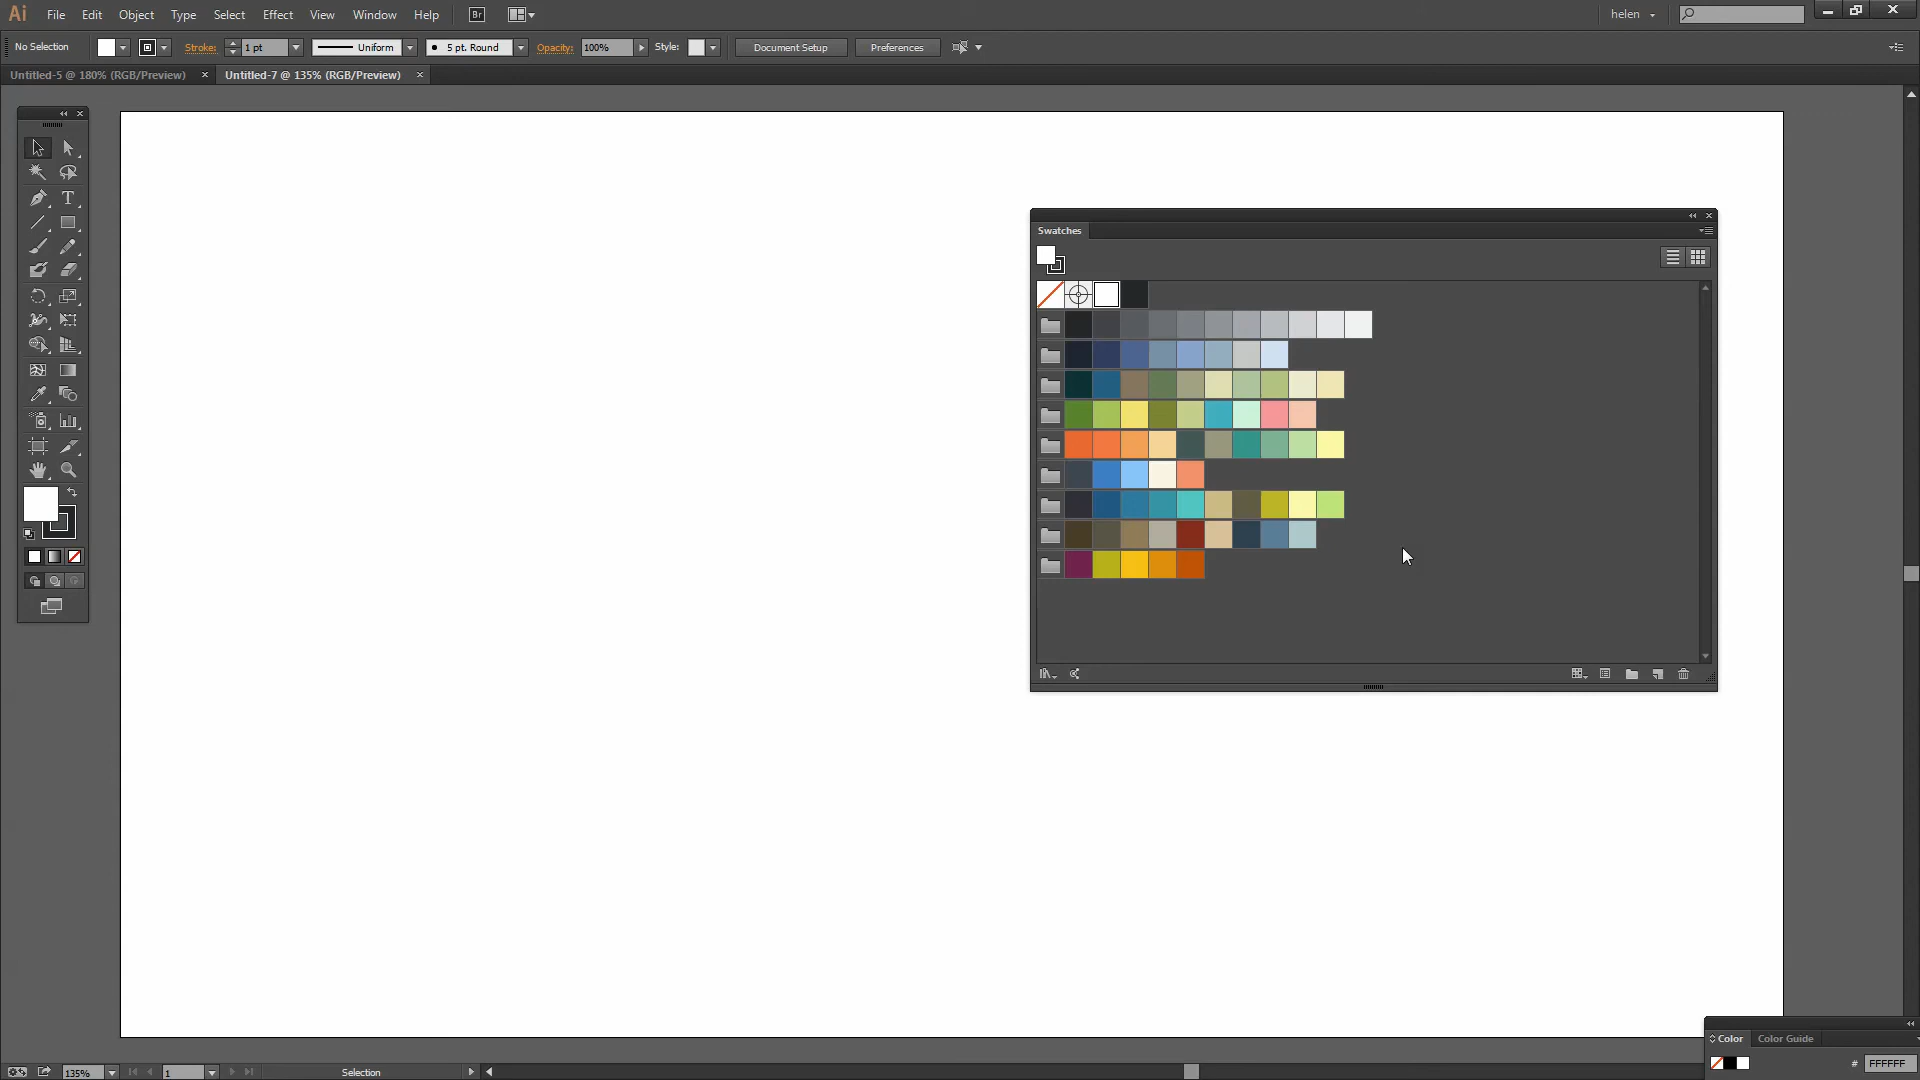 Ai File Edit Object Type Select Effect View Window Help Br helen
No Selection Stroke: 1 pt Uniform 5 pt. Round Opacity: 100% Style: Document Setup Preferences
Untitled-5 @ 180% (RGB/Preview) Untitled-7 @ 135% (RGB/Preview)
Swatches
Color Color Guide
# FFFFFF
135% 1 Selection